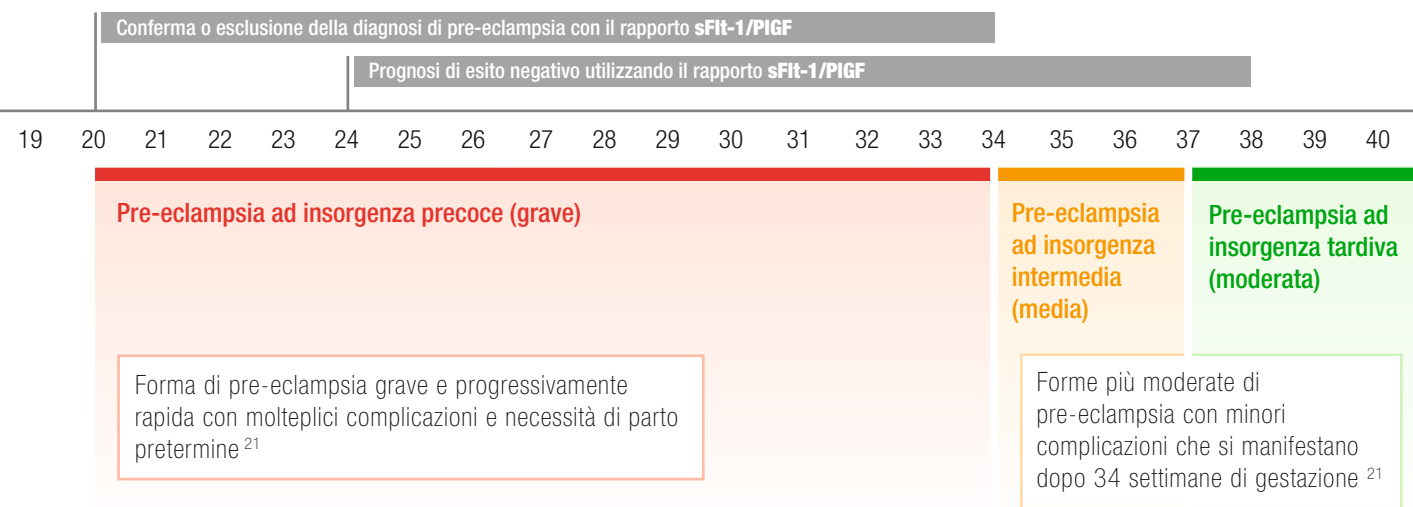 Conferma o esclusione della diagnosi di pre-eclampsia con il rapporto sFlt-1/PlGF
Prognosi di esito negativo utilizzando il rapporto sFlt-1/PlGF
19 20 21 22 23 24 25 26 27 28 29 30 31 32 33 34 35 36 37 38 39 40
Pre-eclampsia ad insorgenza precoce (grave)
Pre-eclampsia
ad insorgenza
intermedia
(media)
Pre-eclampsia ad
insorgenza tardiva
(moderata)
Forma di pre-eclampsia grave e progressivamente
rapida con molteplici complicazioni e necessità di parto
pretermine 21
Forme più moderate di
pre-eclampsia con minori
complicazioni che si manifestano
dopo 34 settimane di gestazione 21